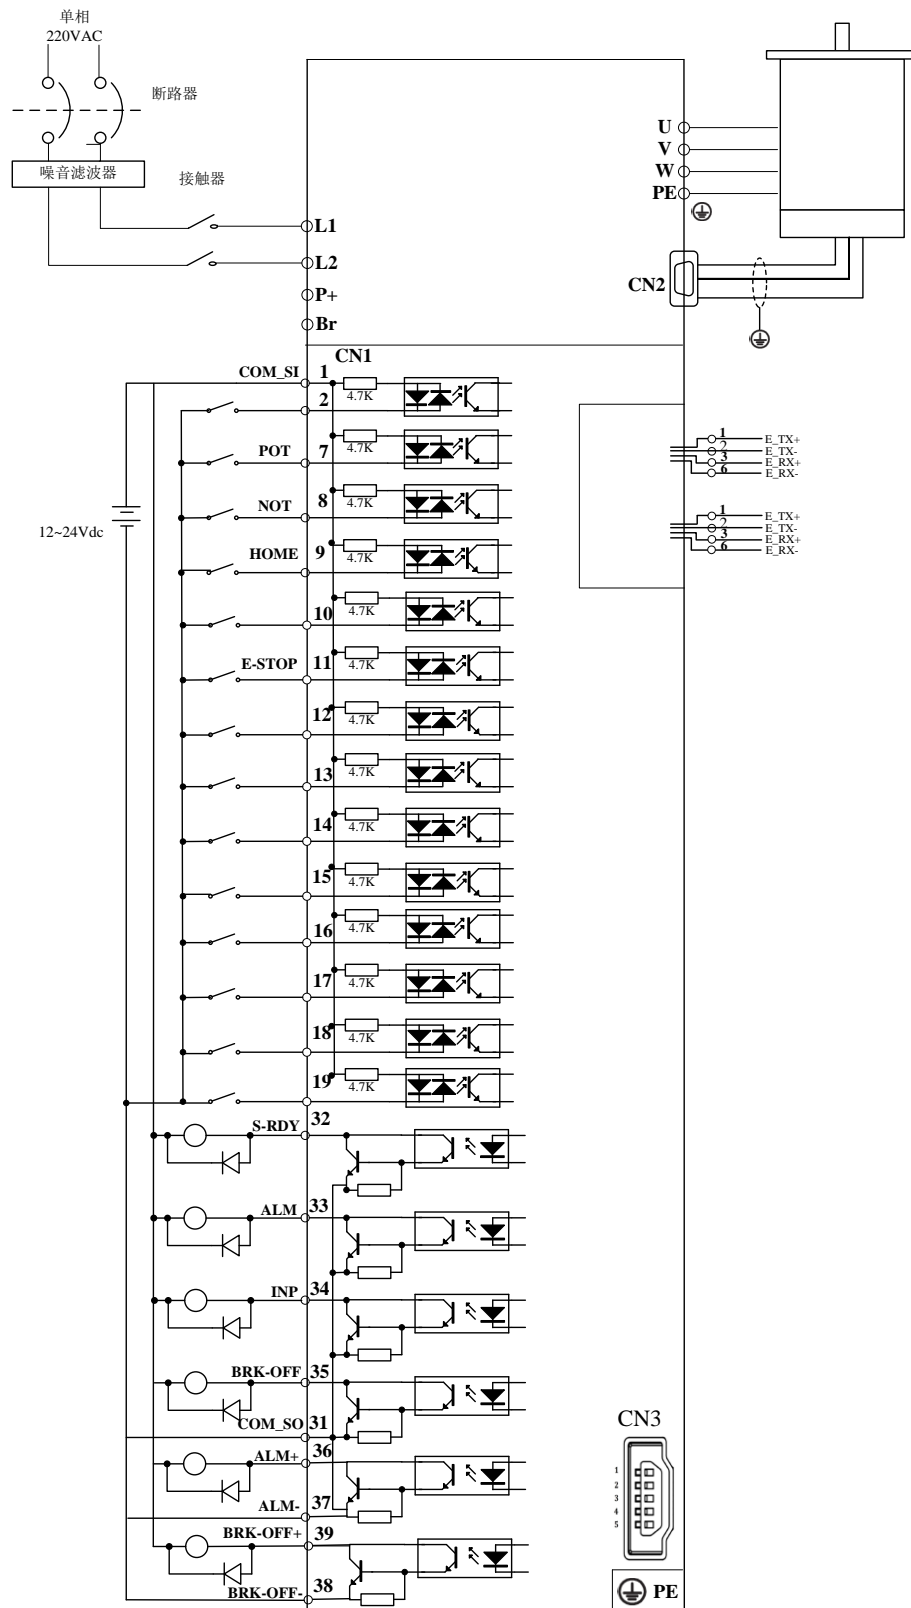 单相
220VAC
断路器
噪音滤波器
接触器
L1
L2
P+
Br
U
V
W
PE
CN2
CN1
COM_SI 1
4.7K
2
4.7K
POT 7
4.7K
NOT 8
4.7K
HOME 9
4.7K
10
4.7K
E-STOP 11
4.7K
12
4.7K
13
4.7K
14
4.7K
15
4.7K
16
4.7K
17
4.7K
18
4.7K
19
4.7K
12~24Vdc
1 E_TX+
2 E_TX-
3 E_RX+
6 E_RX-
1 E_TX+
2 E_TX-
3 E_RX+
6 E_RX-
S-RDY 32
ALM 33
INP 34
BRK-OFF 35
COM_SO 31
ALM+ 36
ALM- 37
BRK-OFF+ 39
BRK-OFF- 38
CN3
1
2
3
4
5
PE